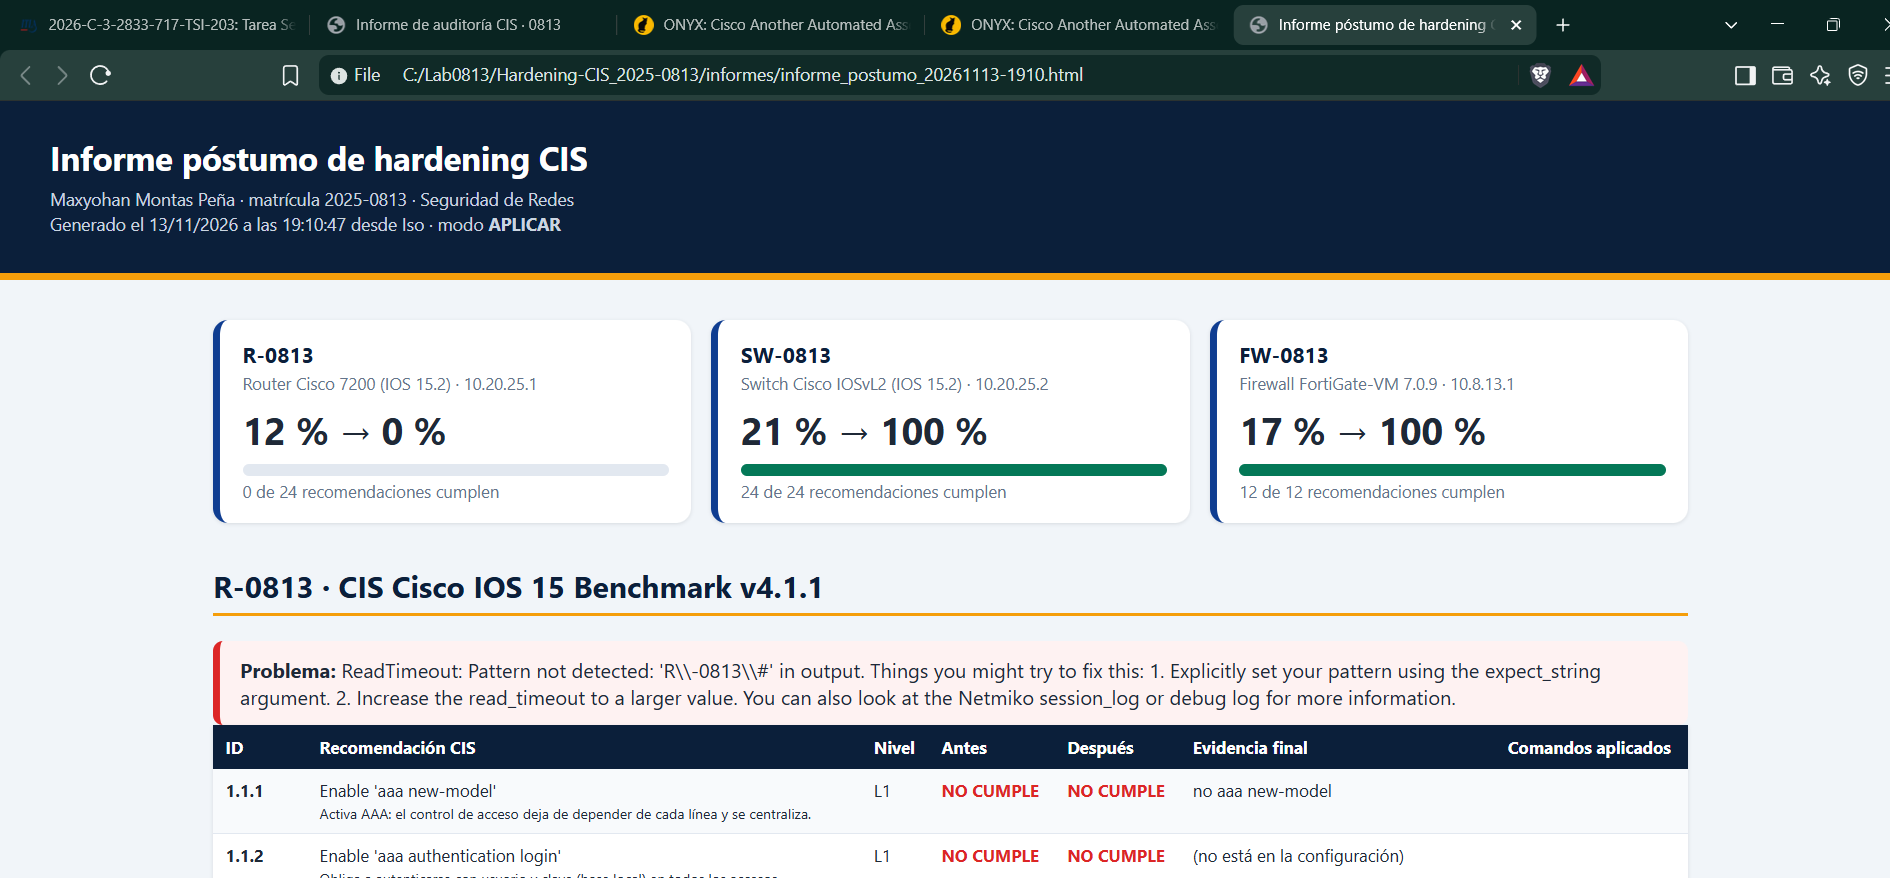 2026-C-3-2833-717-TSI-203: Tarea Se
Informe de auditoría CIS · 0813
ONYX: Cisco Another Automated Ass
ONYX: Cisco Another Automated Ass
Informe póstumo de hardening C
File C:/Lab0813/Hardening-CIS_2025-0813/informes/informe_postumo_20261113-1910.html
Informe póstumo de hardening CIS
Maxyohan Montas Peña · matrícula 2025-0813 · Seguridad de Redes
Generado el 13/11/2026 a las 19:10:47 desde Iso · modo APLICAR
R-0813
Router Cisco 7200 (IOS 15.2) · 10.20.25.1
12 % → 0 %
0 de 24 recomendaciones cumplen
SW-0813
Switch Cisco IOSvL2 (IOS 15.2) · 10.20.25.2
21 % → 100 %
24 de 24 recomendaciones cumplen
FW-0813
Firewall FortiGate-VM 7.0.9 · 10.8.13.1
17 % → 100 %
12 de 12 recomendaciones cumplen
R-0813 · CIS Cisco IOS 15 Benchmark v4.1.1
Problema: ReadTimeout: Pattern not detected: 'R\\-0813\\#' in output. Things you might try to fix this: 1. Explicitly set your pattern using the expect_string
argument. 2. Increase the read_timeout to a larger value. You can also look at the Netmiko session_log or debug log for more information.
ID Recomendación CIS Nivel Antes Después Evidencia final Comandos aplicados
1.1.1 Enable 'aaa new-model' L1 NO CUMPLE NO CUMPLE no aaa new-model
Activa AAA: el control de acceso deja de depender de cada línea y se centraliza.
1.1.2 Enable 'aaa authentication login' L1 NO CUMPLE NO CUMPLE (no está en la configuración)